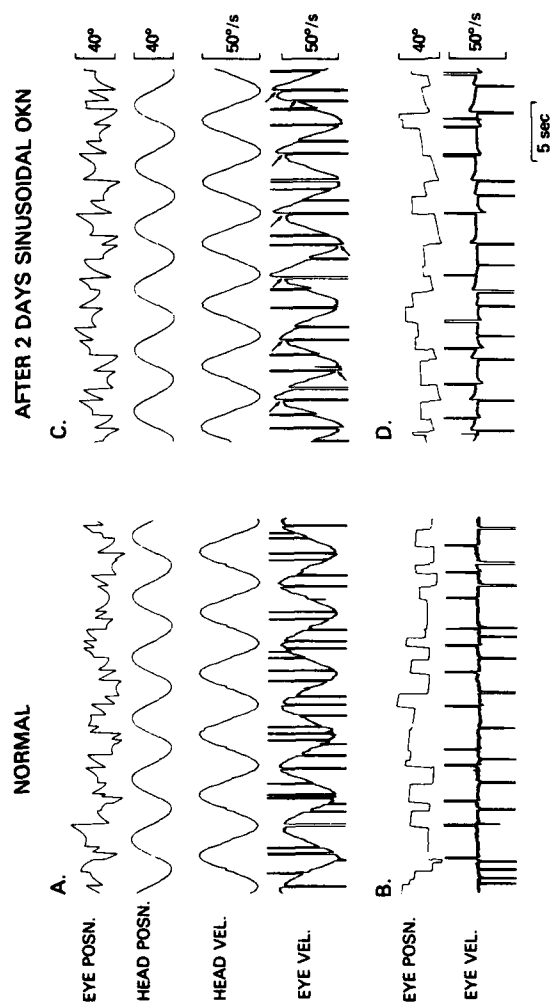 NORMAL
AFTER 2 DAYS SINUSOIDAL OKN
A.
EYE POSN.
HEAD POSN.
HEAD VEL.
EYE VEL.
B.
EYE POSN.
EYE VEL.
C.
40°
40°
50°/s
50°/s
D.
40°
50°/s
5 sec